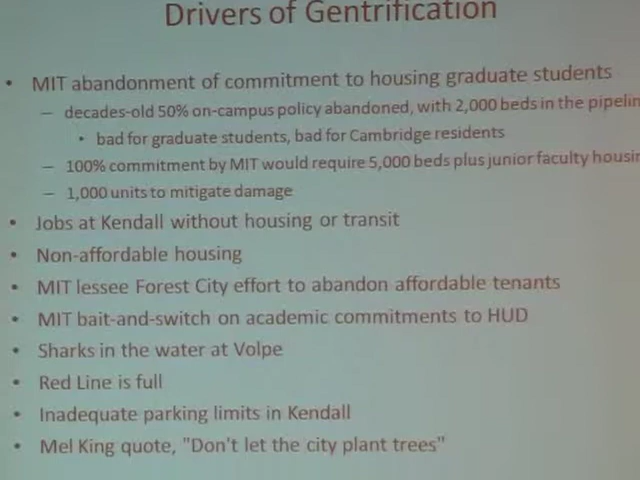 Drivers of Gentrification
• MIT abandonment of commitment to housing graduate students
– decades-old 50% on-campus policy abandoned, with 2,000 beds in the pipelin
• bad for graduate students, bad for Cambridge residents
– 100% commitment by MIT would require 5,000 beds plus junior faculty housin
– 1,000 units to mitigate damage
• Jobs at Kendall without housing or transit
• Non-affordable housing
• MIT lessee Forest City effort to abandon affordable tenants
• MIT bait-and-switch on academic commitments to HUD
• Sharks in the water at Volpe
• Red Line is full
• Inadequate parking limits in Kendall
• Mel King quote, "Don't let the city plant trees"